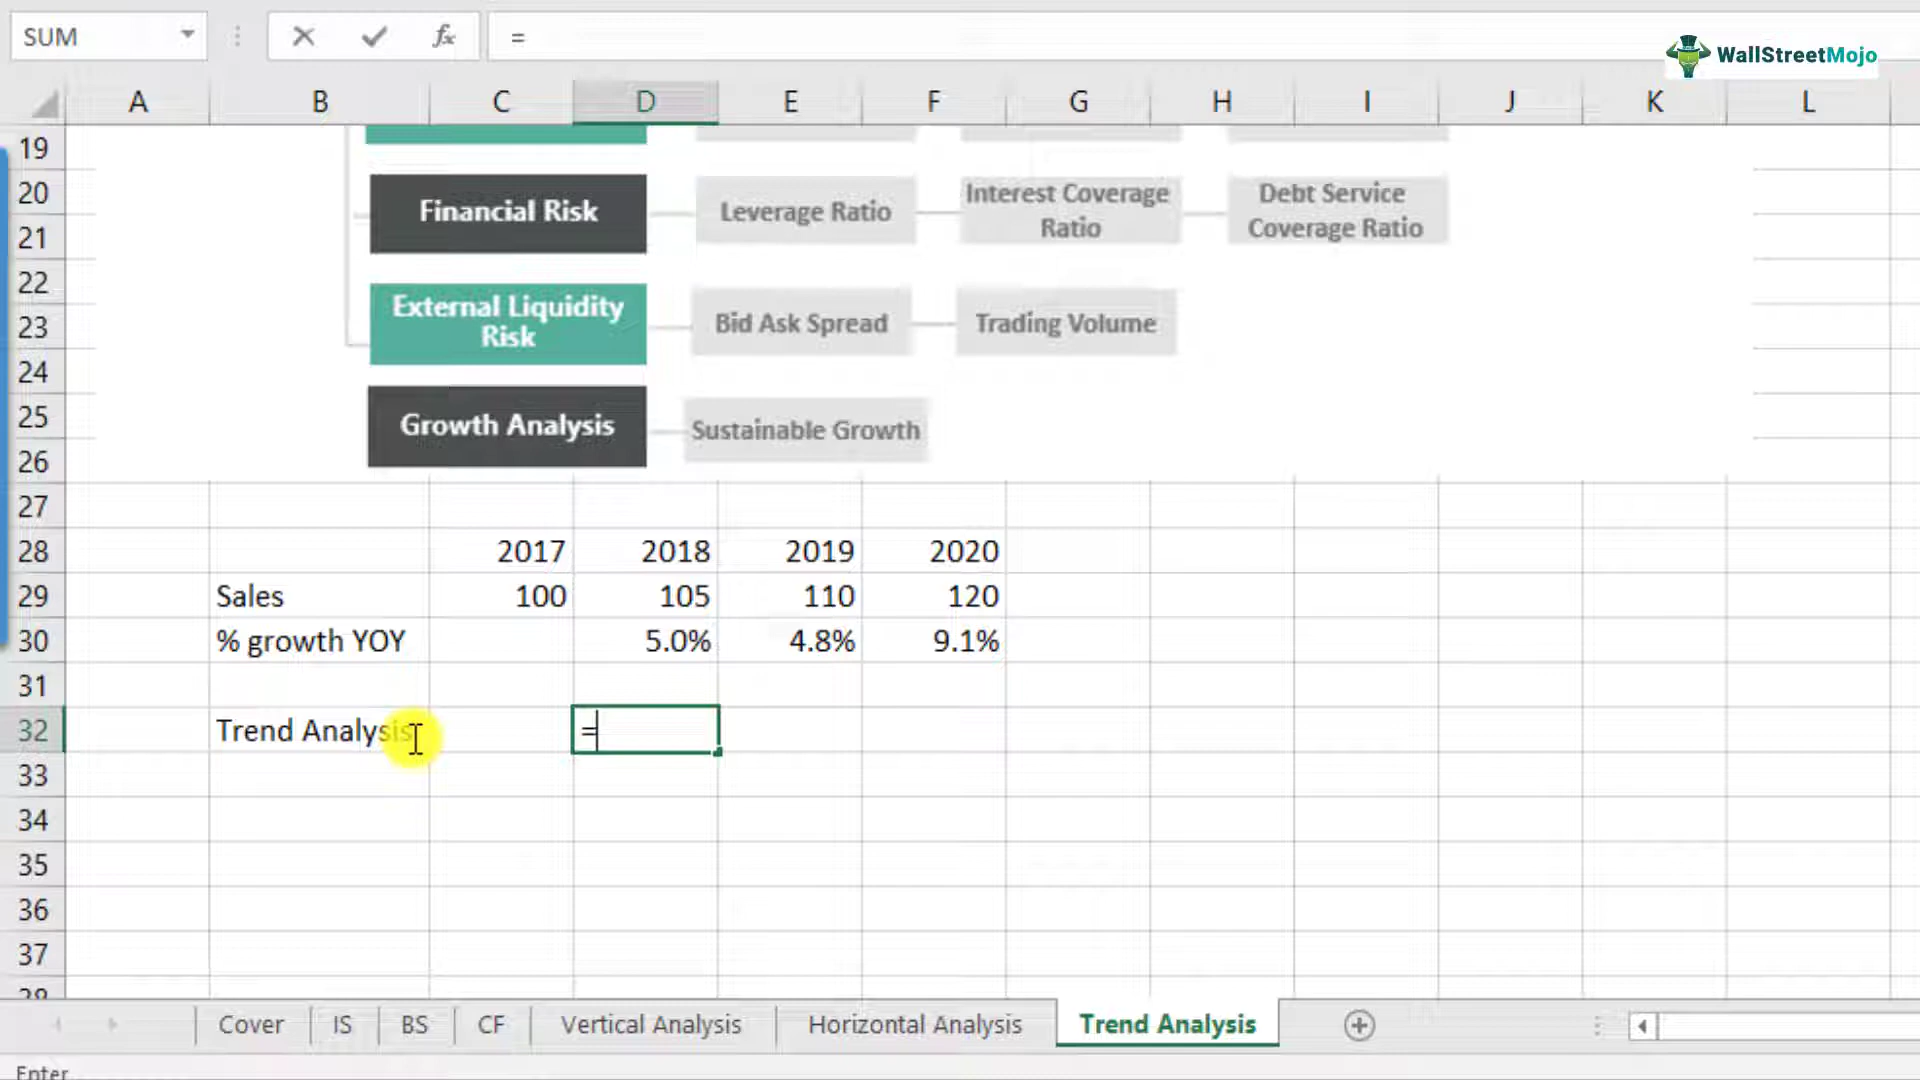 SUM
fx
=
WallStreetMojo
A B C D E F G H I J K L
19
20 Financial Risk Leverage Ratio Interest Coverage Debt Service
21 Ratio Coverage Ratio
22 External Liquidity
23 Risk Bid Ask Spread Trading Volume
24
25 Growth Analysis Sustainable Growth
26
27
28 2017 2018 2019 2020
29 Sales 100 105 110 120
30 % growth YOY 5.0% 4.8% 9.1%
31
32 Trend Analysis =
33
34
35
36
37
Cover IS BS CF Vertical Analysis Horizontal Analysis Trend Analysis
Enter